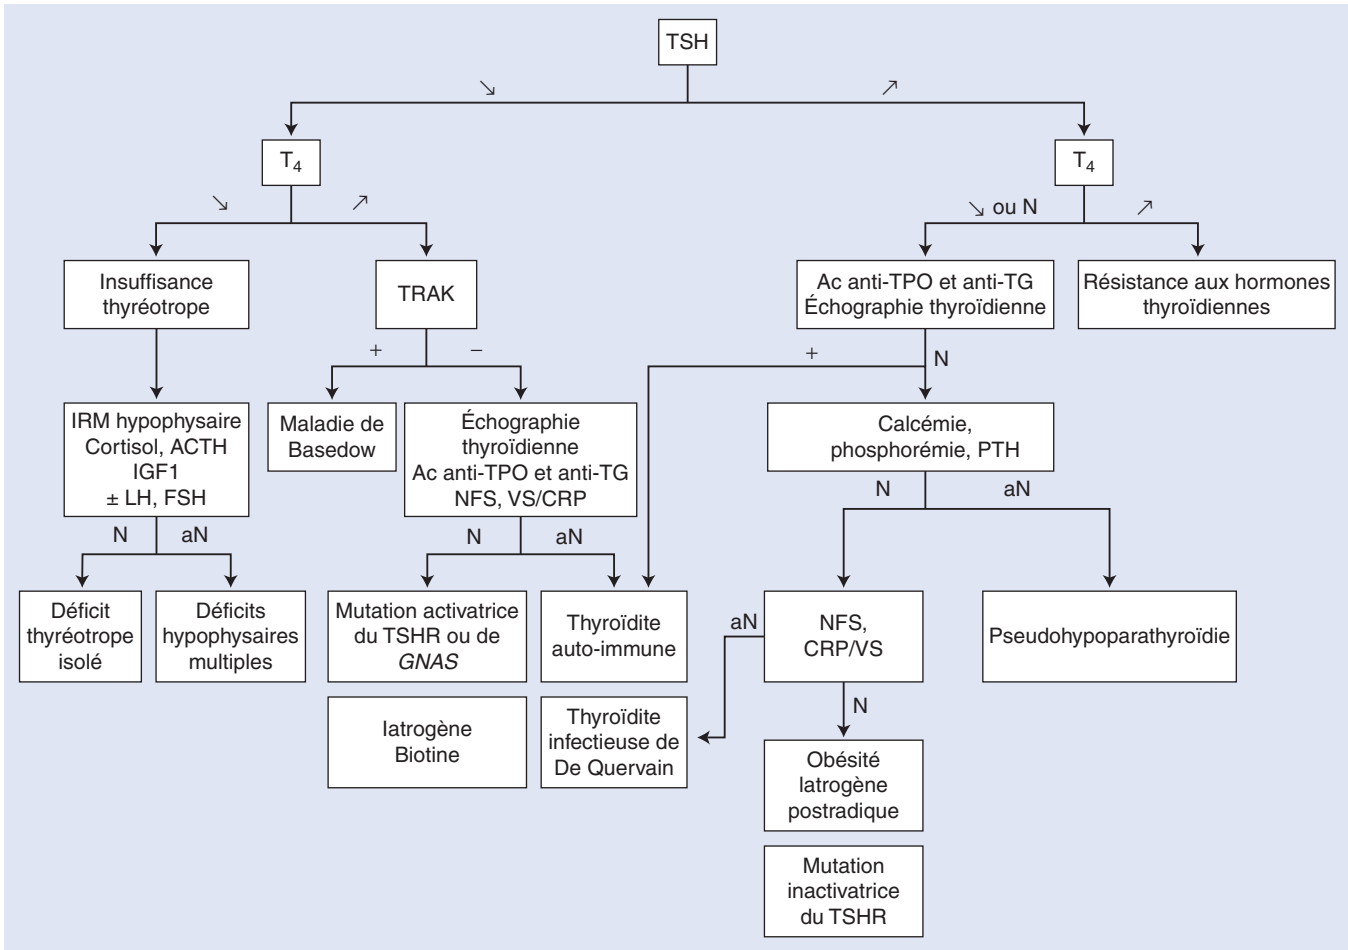 TSH
↘
↗
T4
T4
↘
↗
↘ ou N
↗
Insuffisance
thyréotrope
TRAK
Ac anti-TPO et anti-TG
Échographie thyroïdienne
Résistance aux hormones
thyroïdiennes
+
−
+
N
IRM hypophysaire
Cortisol, ACTH
IGF1
± LH, FSH
Maladie de
Basedow
Échographie
thyroïdienne
Ac anti-TPO et anti-TG
NFS, VS/CRP
Calcémie,
phosphorémie, PTH
N
aN
N
aN
N
aN
Déficit
thyréotrope
isolé
Déficits
hypophysaires
multiples
Mutation activatrice
du TSHR ou de
GNAS
Thyroïdite
auto-immune
aN
NFS,
CRP/VS
Pseudohypoparathyroïdie
Iatrogène
Biotine
Thyroïdite
infectieuse de
De Quervain
N
Obésité
Iatrogène
postradique
Mutation
inactivatrice
du TSHR